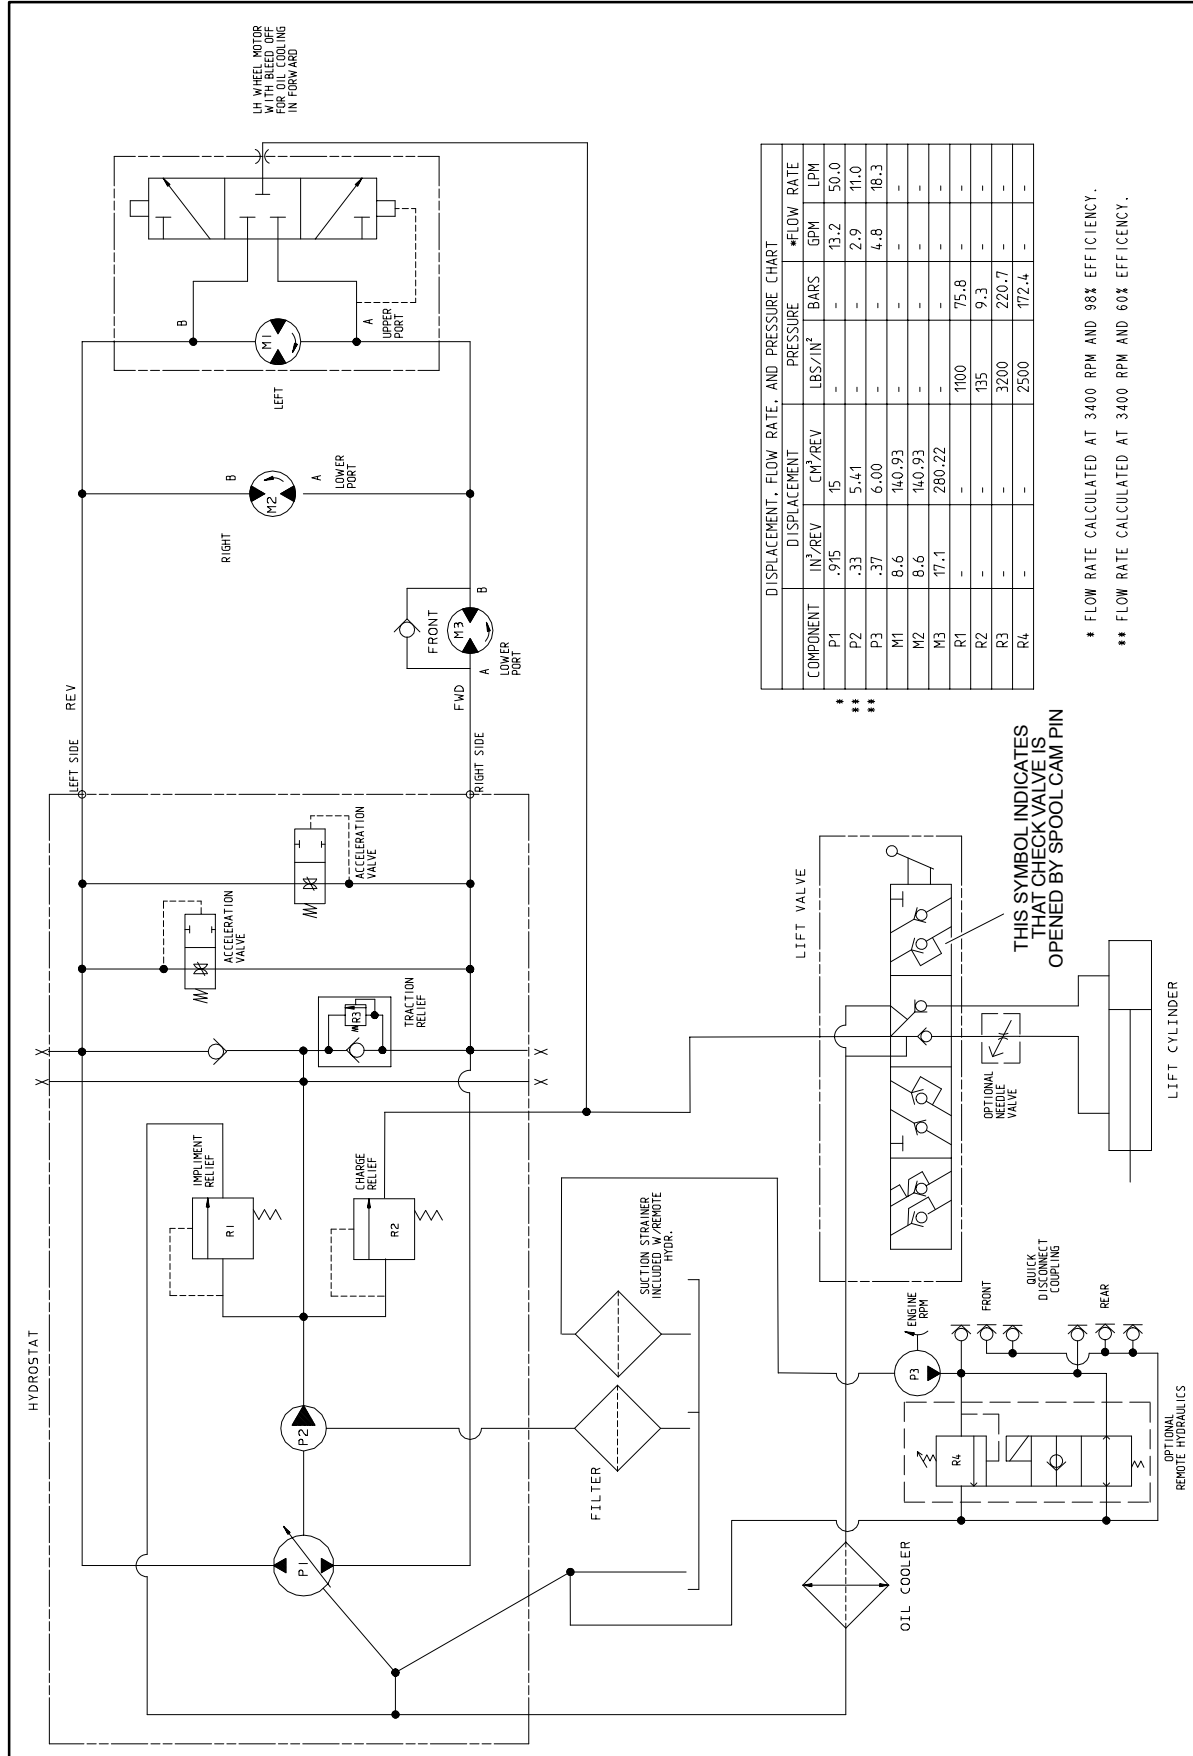 HYDROSTAT
IMPLIMENT
RELIEF
R1
CHARGE
RELIEF
R2
P1
P2
X
X
X
X
R3
TRACTION
RELIEF
ACCELERATION
VALVE
ACCELERATION
VALVE
LEFT SIDE
REV
RIGHT SIDE
FWD
FRONT
M3
A
LOWER
PORT
B
RIGHT
M2
B
A
LOWER
PORT
LEFT
M1
B
A
UPPER
PORT
LH WHEEL MOTOR
WITH BLEED OFF
FOR OIL COOLING
IN FORWARD
FILTER
SUCTION STRAINER
INCLUDED W/REMOTE
HYDR.
OIL COOLER
LIFT VALVE
THIS SYMBOL INDICATES
THAT CHECK VALVE IS
OPENED BY SPOOL CAM PIN
OPTIONAL
NEEDLE
VALVE
LIFT CYLINDER
P3
ENGINE
RPM
FRONT
QUICK
DISCONNECT
COUPLING
REAR
R4
OPTIONAL
REMOTE HYDRAULICS
DISPLACEMENT, FLOW RATE, AND PRESSURE CHART
DISPLACEMENT PRESSURE *FLOW RATE
COMPONENT IN³/REV CM³/REV LBS/IN² BARS GPM LPM
* P1 .915 15 - - 13.2 50.0
** P2 .33 5.41 - - 2.9 11.0
** P3 .37 6.00 - - 4.8 18.3
M1 8.6 140.93 - - - -
M2 8.6 140.93 - - - -
M3 17.1 280.22 - - - -
R1 - - 1100 75.8 - -
R2 - - 135 9.3 - -
R3 - - 3200 220.7 - -
R4 - - 2500 172.4 - -
* FLOW RATE CALCULATED AT 3400 RPM AND 98% EFFICIENCY.
** FLOW RATE CALCULATED AT 3400 RPM AND 60% EFFICENCY.